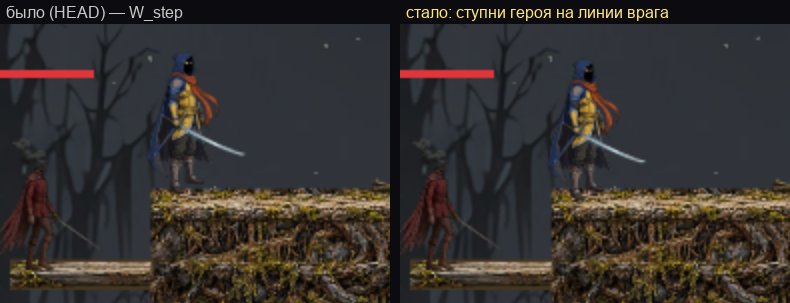 было (HEAD) — W_step
стало: ступни героя на линии врага